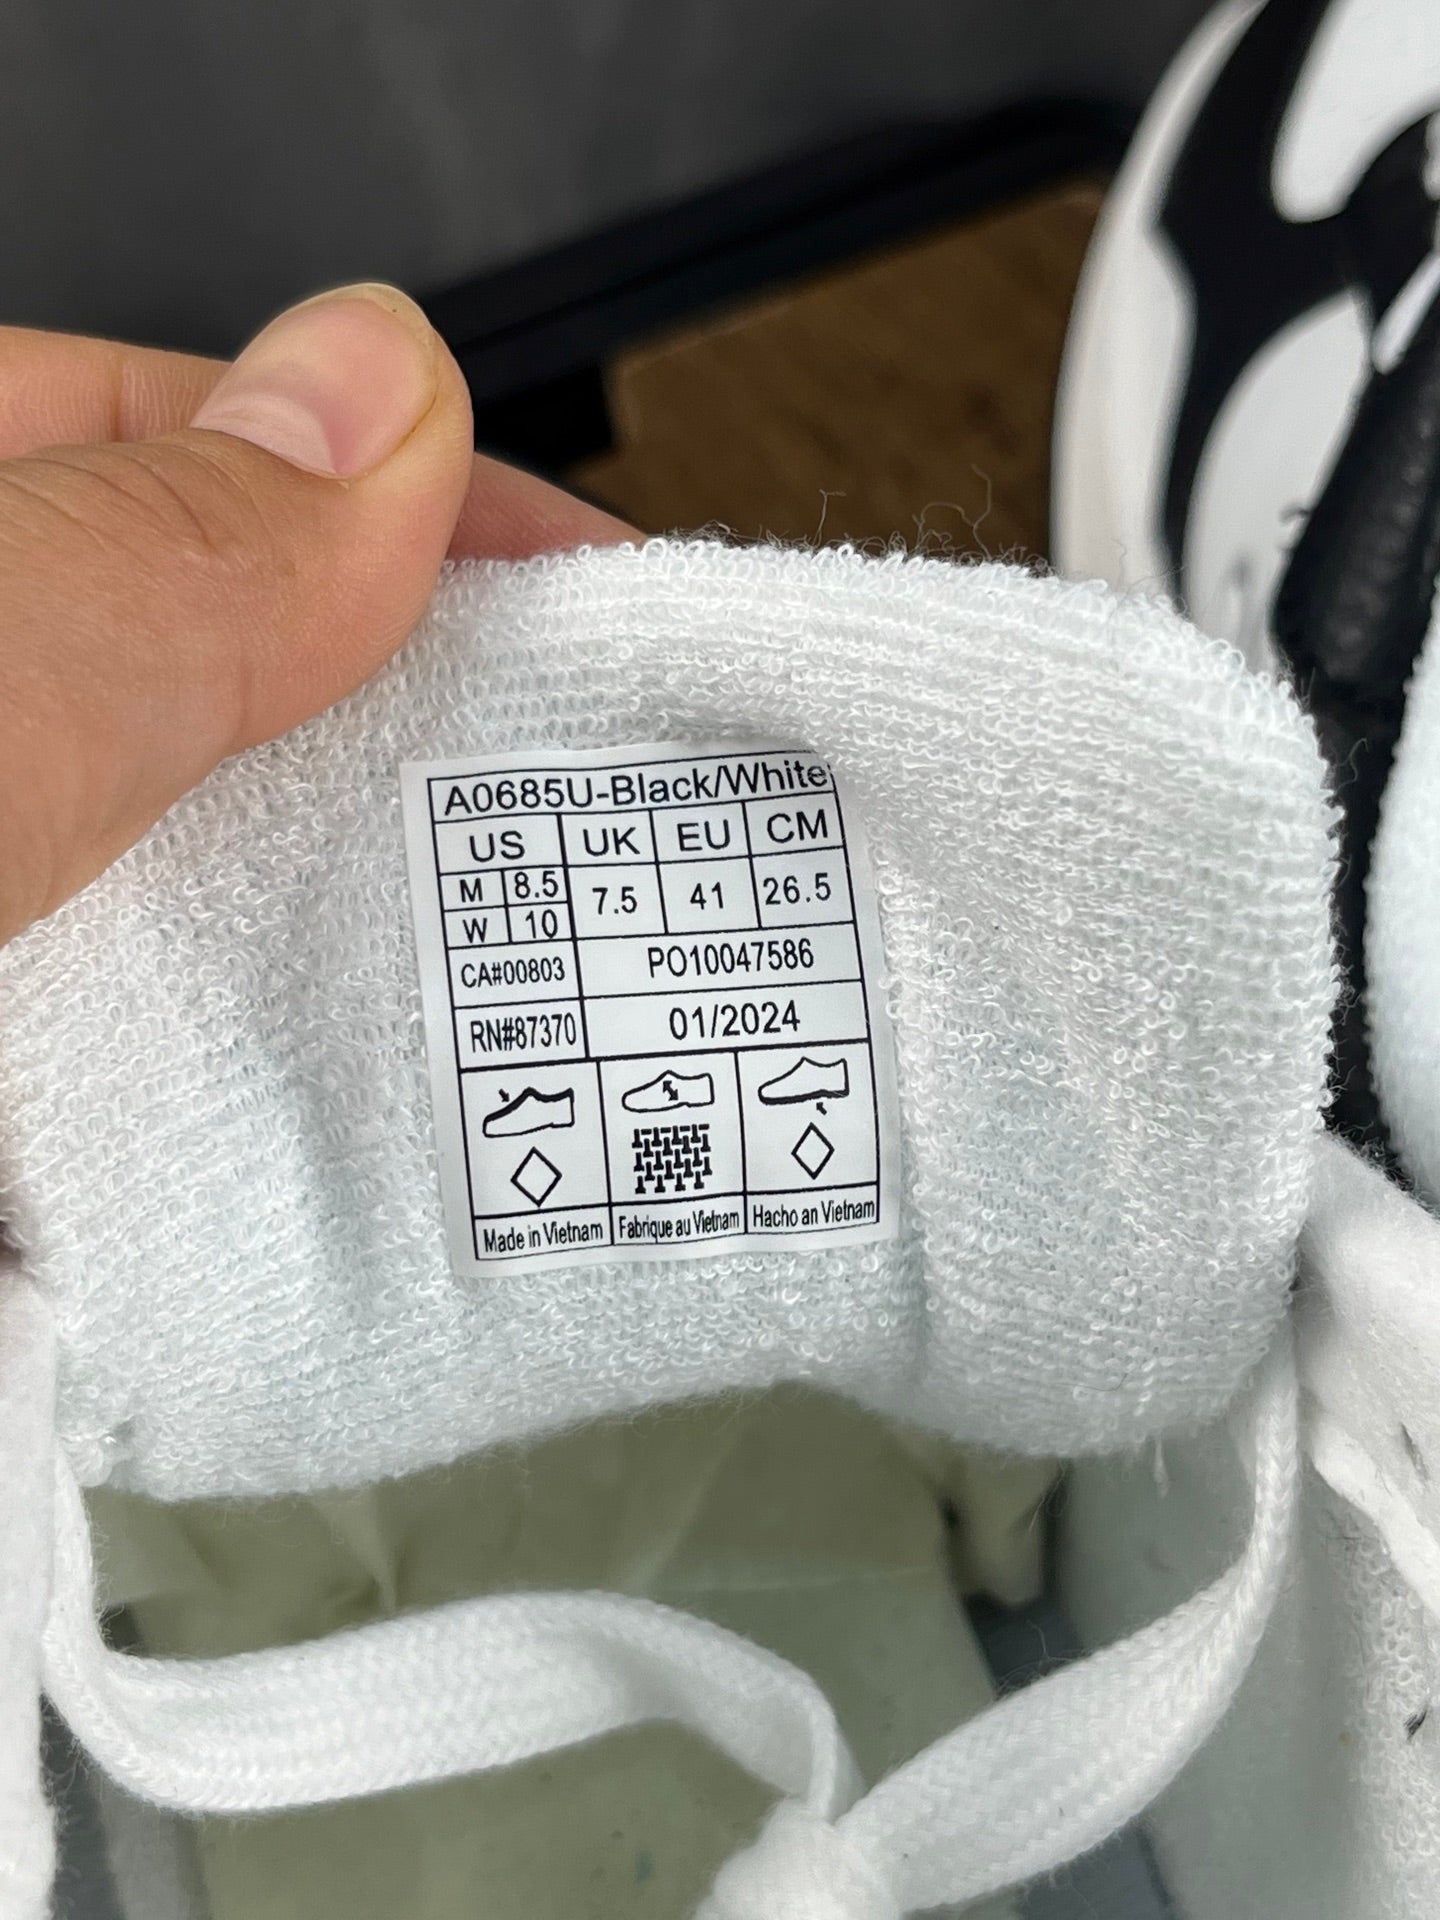 A0685U-Black/White
US UK EU CM
M 8.5 7.5 41 26.5
W 10
CA#00803 PO10047586
RN#87370 01/2024
Made in Vietnam Fabrique au Vietnam Hacho an Vietnam